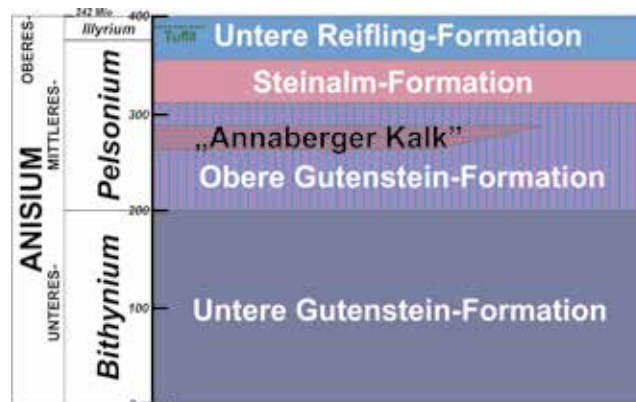 242 Mio
400
OBERES-
Illyrium
Tuffit
Untere Reifling-Formation
Steinalm-Formation
300
MITTLERES-
Pelsonium
„Annaberger Kalk”
Obere Gutenstein-Formation
200
ANISIUM
UNTERES-
Bithynium
100
Untere Gutenstein-Formation
0